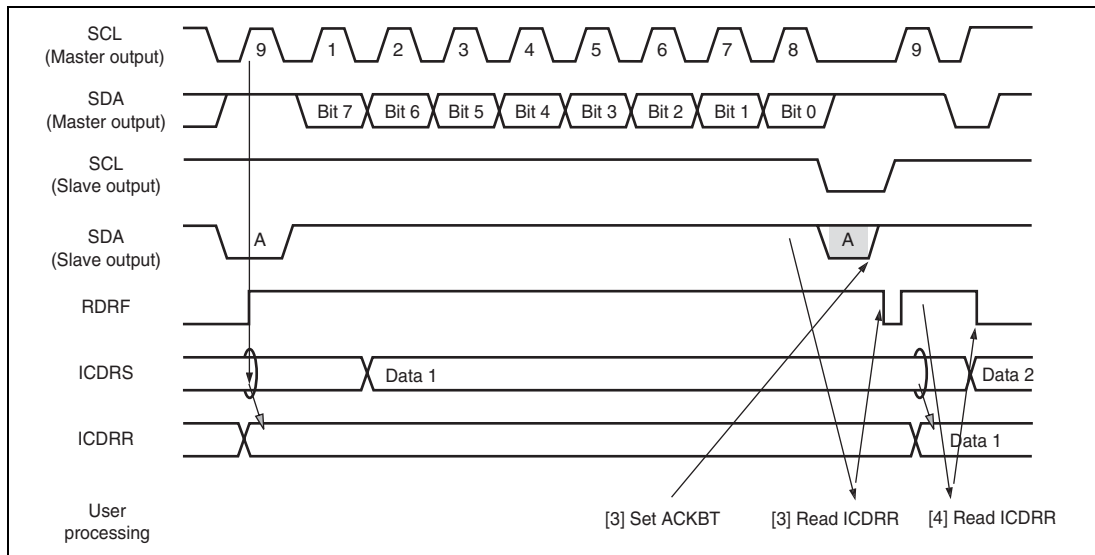 SCL
(Master output)
9 1 2 3 4 5 6 7 8 9
SDA
(Master output)
Bit 7 Bit 6 Bit 5 Bit 4 Bit 3 Bit 2 Bit 1 Bit 0
SCL
(Slave output)
SDA
(Slave output)
A A
RDRF
ICDRS
Data 1 Data 2
ICDRR
Data 1
User
processing
[3] Set ACKBT [3] Read ICDRR [4] Read ICDRR